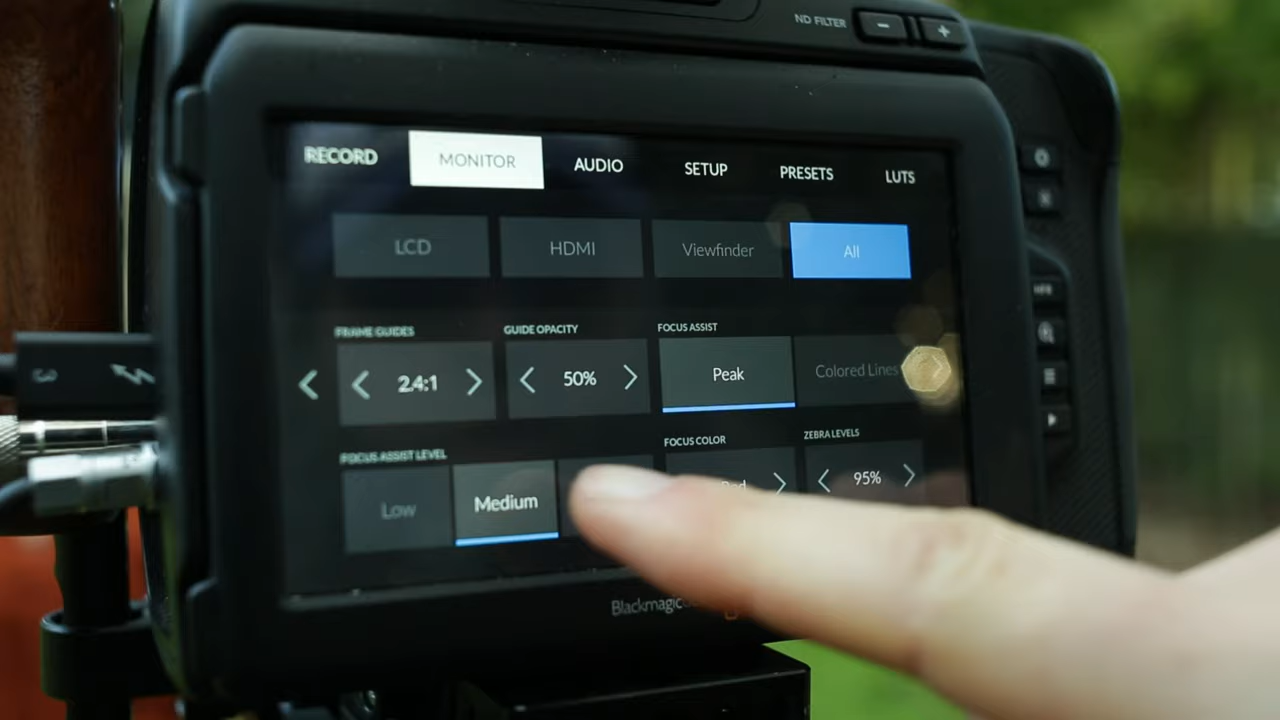 ND FILTER − +
RECORD MONITOR AUDIO SETUP PRESETS LUTS
LCD HDMI Viewfinder All
FRAME GUIDES GUIDE OPACITY FOCUS ASSIST
2.4:1 50% Peak Colored Lines
FOCUS ASSIST LEVEL FOCUS COLOR ZEBRA LEVELS
Low Medium 95%
Blackmagic
HFR